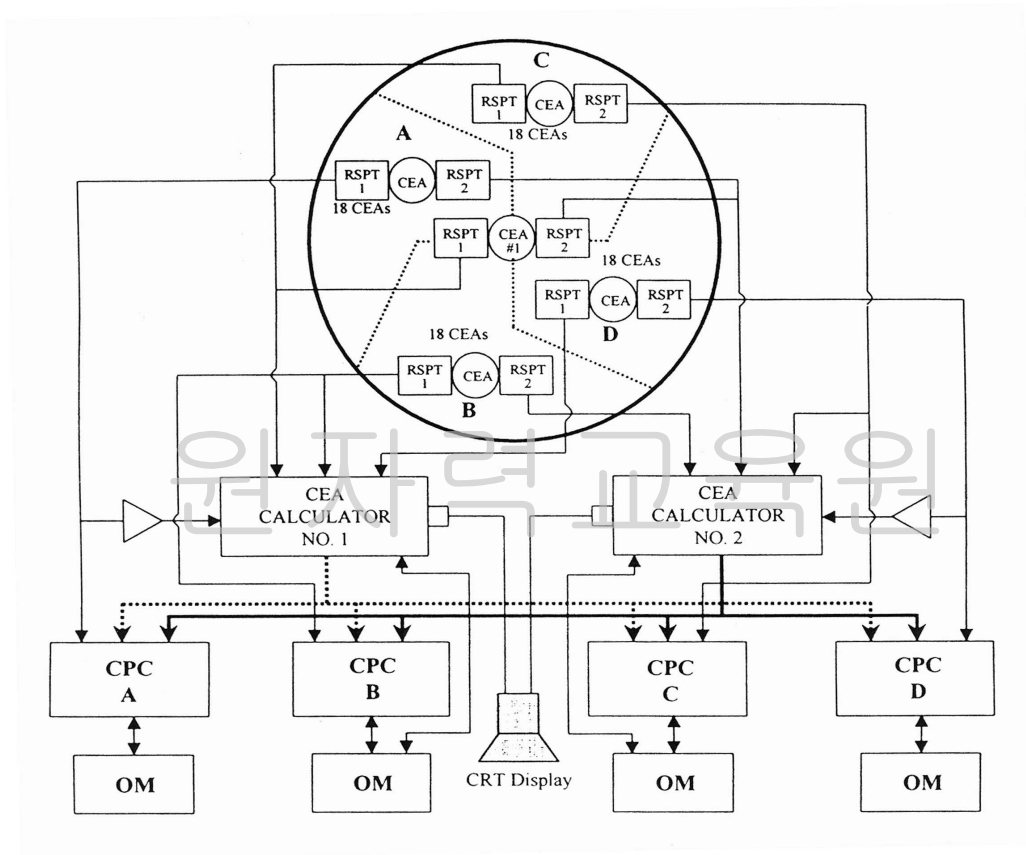 C
RSPT
1
CEA
RSPT
2
18 CEAs
A
RSPT
1
CEA
RSPT
2
18 CEAs
RSPT
1
CEA
#1
RSPT
2
18 CEAs
RSPT
1
CEA
RSPT
2
D
18 CEAs
RSPT
1
CEA
RSPT
2
B
원자력교육원
CEA
CALCULATOR
NO. 1
CEA
CALCULATOR
NO. 2
CPC
A
CPC
B
CPC
C
CPC
D
OM
OM
CRT Display
OM
OM